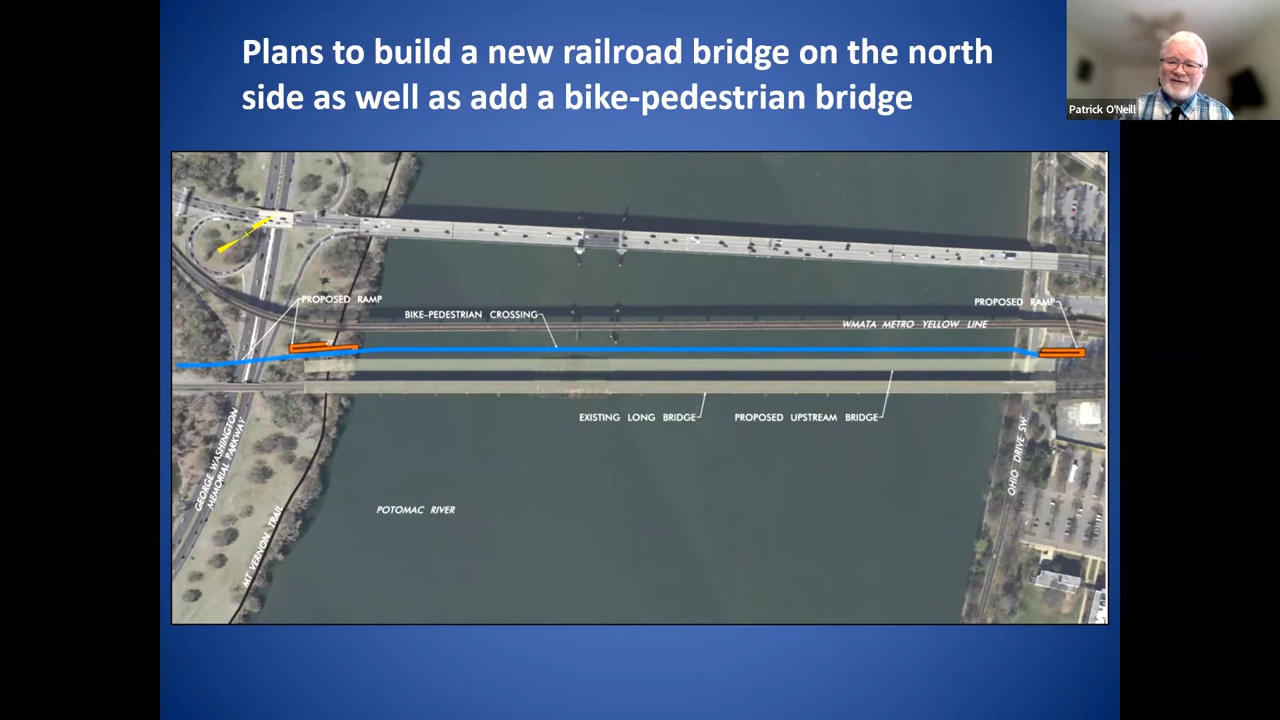 Plans to build a new railroad bridge on the north
side as well as add a bike-pedestrian bridge
Patrick O'Neill
PROPOSED RAMP
PROPOSED RAMP
BIKE-PEDESTRIAN CROSSING
WMATA METRO YELLOW LINE
EXISTING LONG BRIDGE
PROPOSED UPSTREAM BRIDGE
GEORGE WASHINGTON
MEMORIAL PARKWAY
OHIO DRIVE SW
POTOMAC RIVER
MT VERNON TRAIL